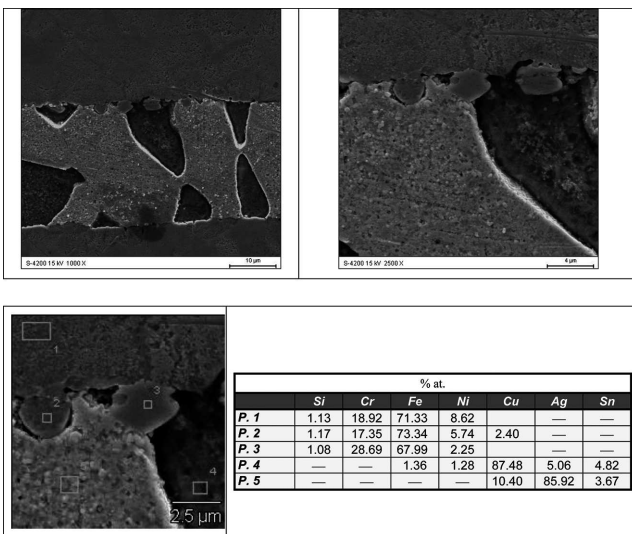 S-4200 15 kV 1000 X 10 µm
S-4200 15 kV 2500 X 4 µm
1
2
3
4
2.5 µm
% at.
Si Cr Fe Ni Cu Ag Sn
P. 1 1.13 18.92 71.33 8.62 — —
P. 2 1.17 17.35 73.34 5.74 2.40 — —
P. 3 1.08 28.69 67.99 2.25 — —
P. 4 — — 1.36 1.28 87.48 5.06 4.82
P. 5 — — — — 10.40 85.92 3.67